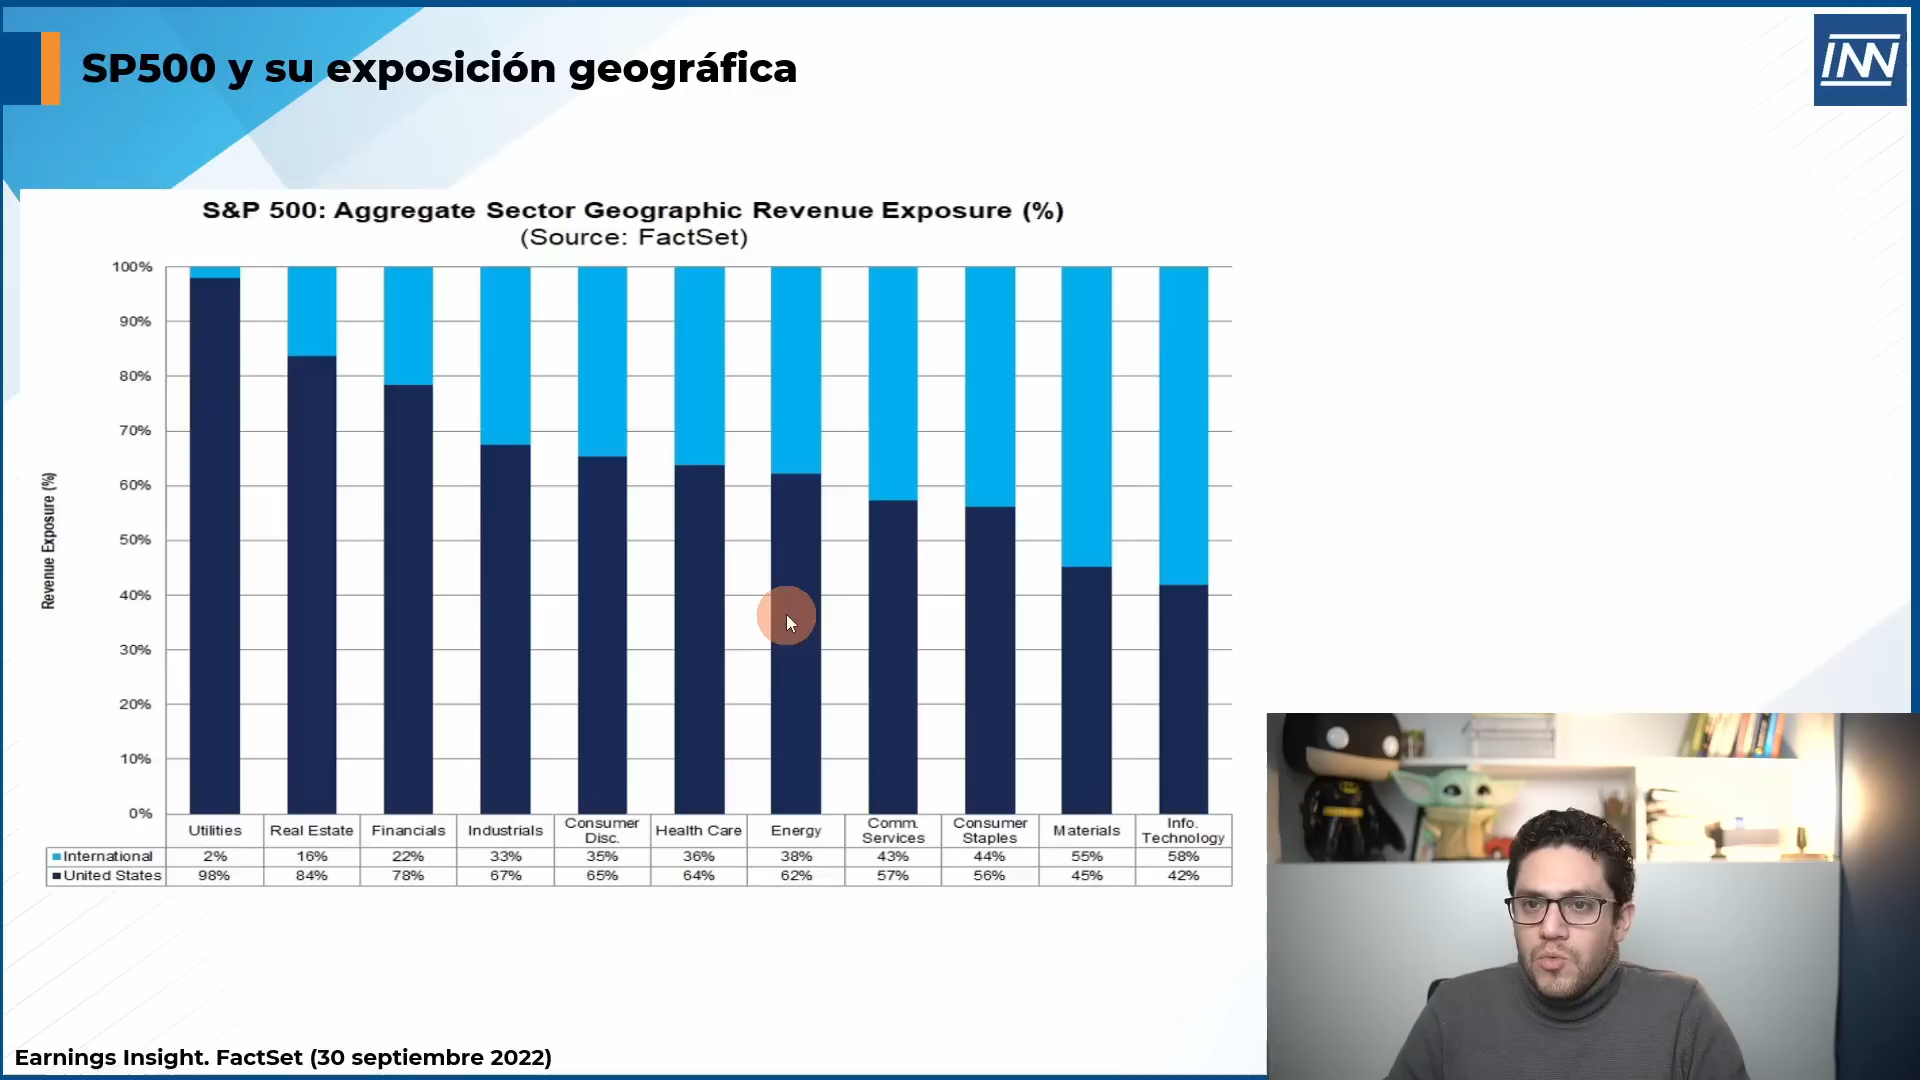 SP500 y su exposición geográfica
INN
S&P 500: Aggregate Sector Geographic Revenue Exposure (%)
(Source: FactSet)
Revenue Exposure (%)
100%
90%
80%
70%
60%
50%
40%
30%
20%
10%
0%
Utilities Real Estate Financials Industrials Consumer Disc. Health Care Energy Comm. Services Consumer Staples Materials Info. Technology
International 2% 16% 22% 33% 35% 36% 38% 43% 44% 55% 58%
United States 98% 84% 78% 67% 65% 64% 62% 57% 56% 45% 42%
Earnings Insight. FactSet (30 septiembre 2022)